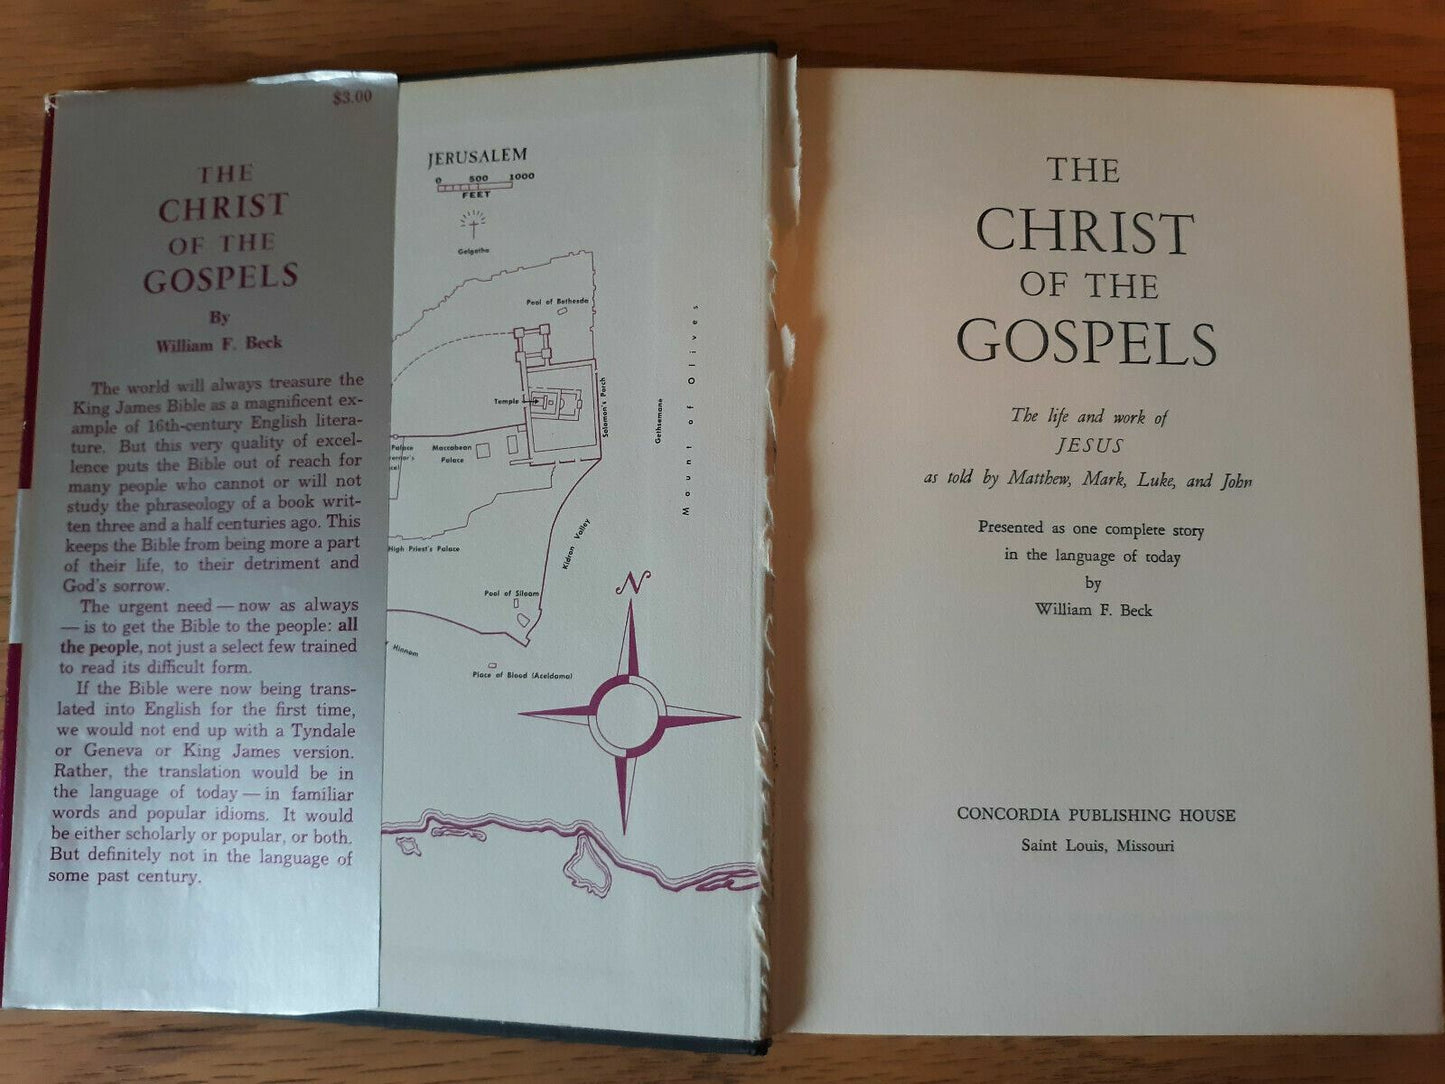 $3.00
THE
CHRIST
OF THE
GOSPELS
By
William F. Beck
The world will always treasure the
King James Bible as a magnificent ex-
ample of 16th-century English litera-
ture. But this very quality of excel-
lence puts the Bible out of reach for
many people who cannot or will not
study the phraseology of a book writ-
ten three and a half centuries ago. This
keeps the Bible from being more a part
of their life, to their detriment and
God's sorrow.
The urgent need — now as always
— is to get the Bible to the people: all
the people, not just a select few trained
to read its difficult form.
If the Bible were now being trans-
lated into English for the first time,
we would not end up with a Tyndale
or Geneva or King James version.
Rather, the translation would be in
the language of today — in familiar
words and popular idioms. It would
be either scholarly or popular, or both.
But definitely not in the language of
some past century.
JERUSALEM
0 500 1000
FEET
Golgotha
Pool of Bethesda
Temple
Solomon's Porch
Gethsemane
Mount of Olives
Palace
Maccabean
Palace
High Priest's Palace
Kidron Valley
Pool of Siloam
Hinnom
Place of Blood (Aceldama)
N
THE
CHRIST
OF THE
GOSPELS
The life and work of
JESUS
as told by Matthew, Mark, Luke, and John
Presented as one complete story
in the language of today
by
William F. Beck
CONCORDIA PUBLISHING HOUSE
Saint Louis, Missouri